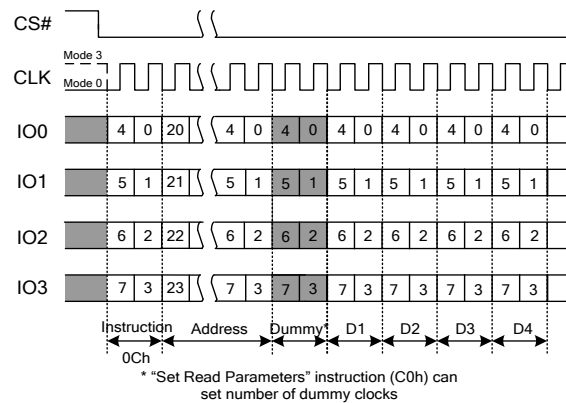 CS#
Mode 3
CLK
Mode 0
IO0 4 0 20 4 0 4 0 4 0 4 0 4 0 4 0
IO1 5 1 21 5 1 5 1 5 1 5 1 5 1 5 1
IO2 6 2 22 6 2 6 2 6 2 6 2 6 2 6 2
IO3 7 3 23 7 3 7 3 7 3 7 3 7 3 7 3
Instruction Address Dummy* D1 D2 D3 D4
0Ch
* “Set Read Parameters” instruction (C0h) can
set number of dummy clocks